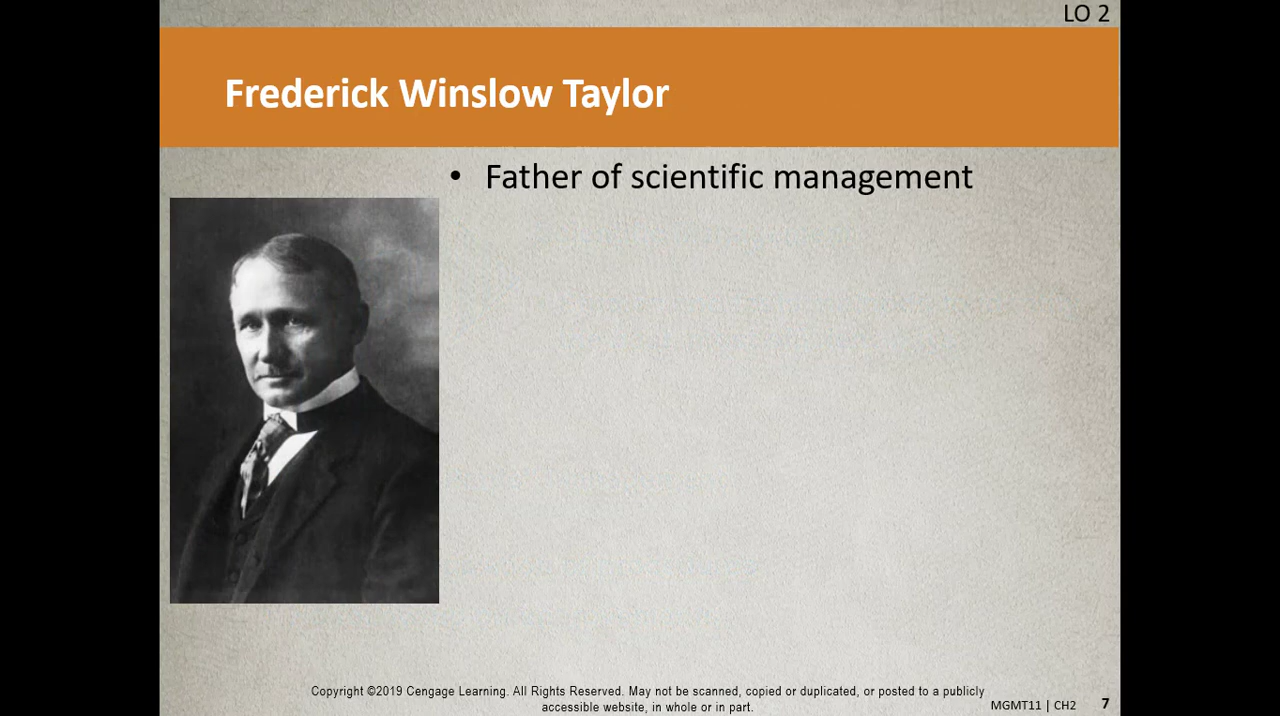 LO 2
Frederick Winslow Taylor
• Father of scientific management
Copyright ©2019 Cengage Learning. All Rights Reserved. May not be scanned, copied or duplicated, or posted to a publicly
accessible website, in whole or in part.
MGMT11 | CH2 7